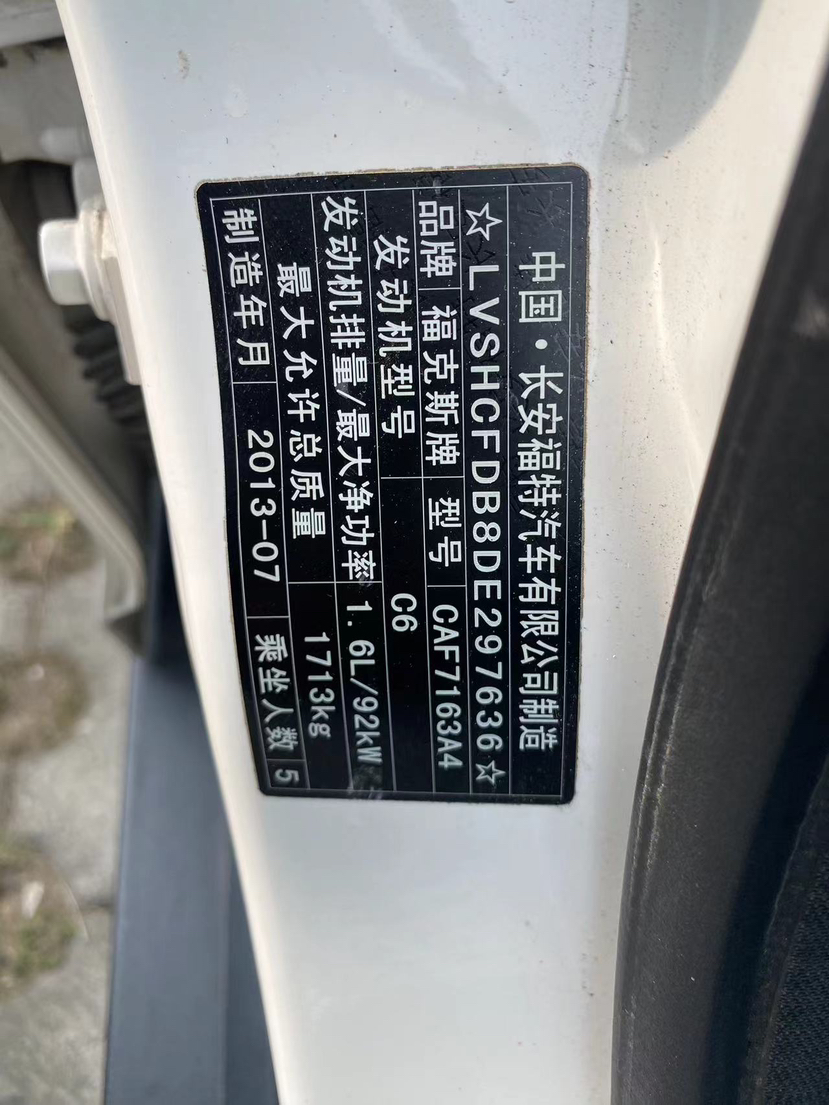 中国·长安福特汽车有限公司制造
☆LVSHCFDB8DE297636☆
品牌 福克斯牌 型号 CAF7163A4
发动机型号 C6
发动机排量/最大净功率 1.6L/92kW
最大允许总质量 1713kg
制造年月 2013-07 乘坐人数 5